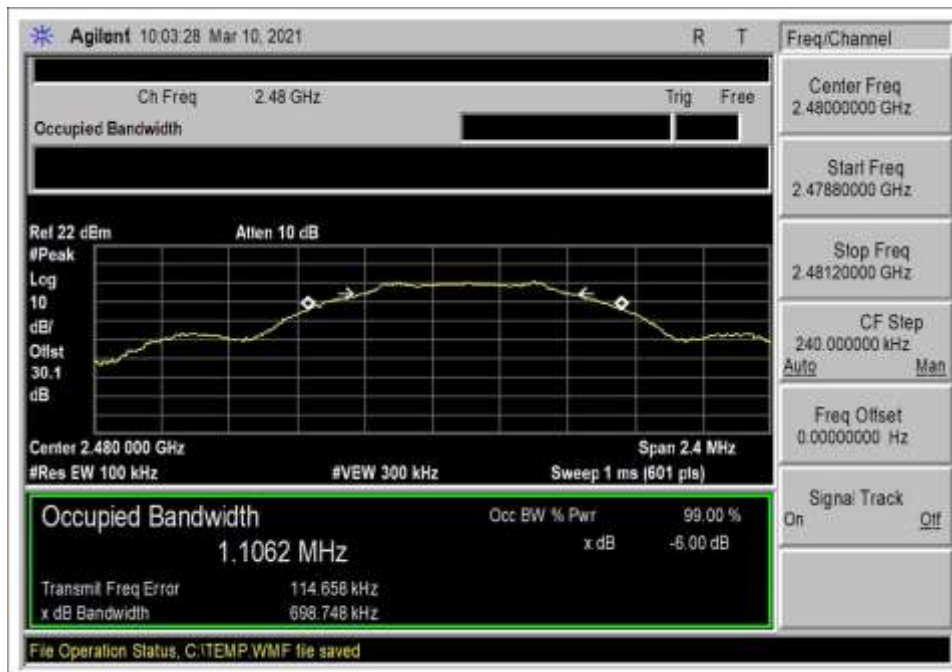 Agilent 10:03:28 Mar 10, 2021 R T
Freq/Channel
Ch Freq 2.48 GHz Trig Free
Occupied Bandwidth
Center Freq
2.48000000 GHz
Start Freq
2.47880000 GHz
Stop Freq
2.48120000 GHz
CF Step
240.000000 kHz
Auto Man
Freq Offset
0.00000000 Hz
Signal Track
On Off
Ref 22 dBm Atten 10 dB
#Peak
Log
10
dB/
Offst
30.1
dB
Center 2.480 000 GHz Span 2.4 MHz
#Res BW 100 kHz #VBW 300 kHz Sweep 1 ms (601 pts)
Occupied Bandwidth Occ BW % Pwr 99.00 %
1.1062 MHz x dB -6.00 dB
Transmit Freq Error 114.658 kHz
x dB Bandwidth 698.748 kHz
File Operation Status, C:\TEMP.WMF file saved